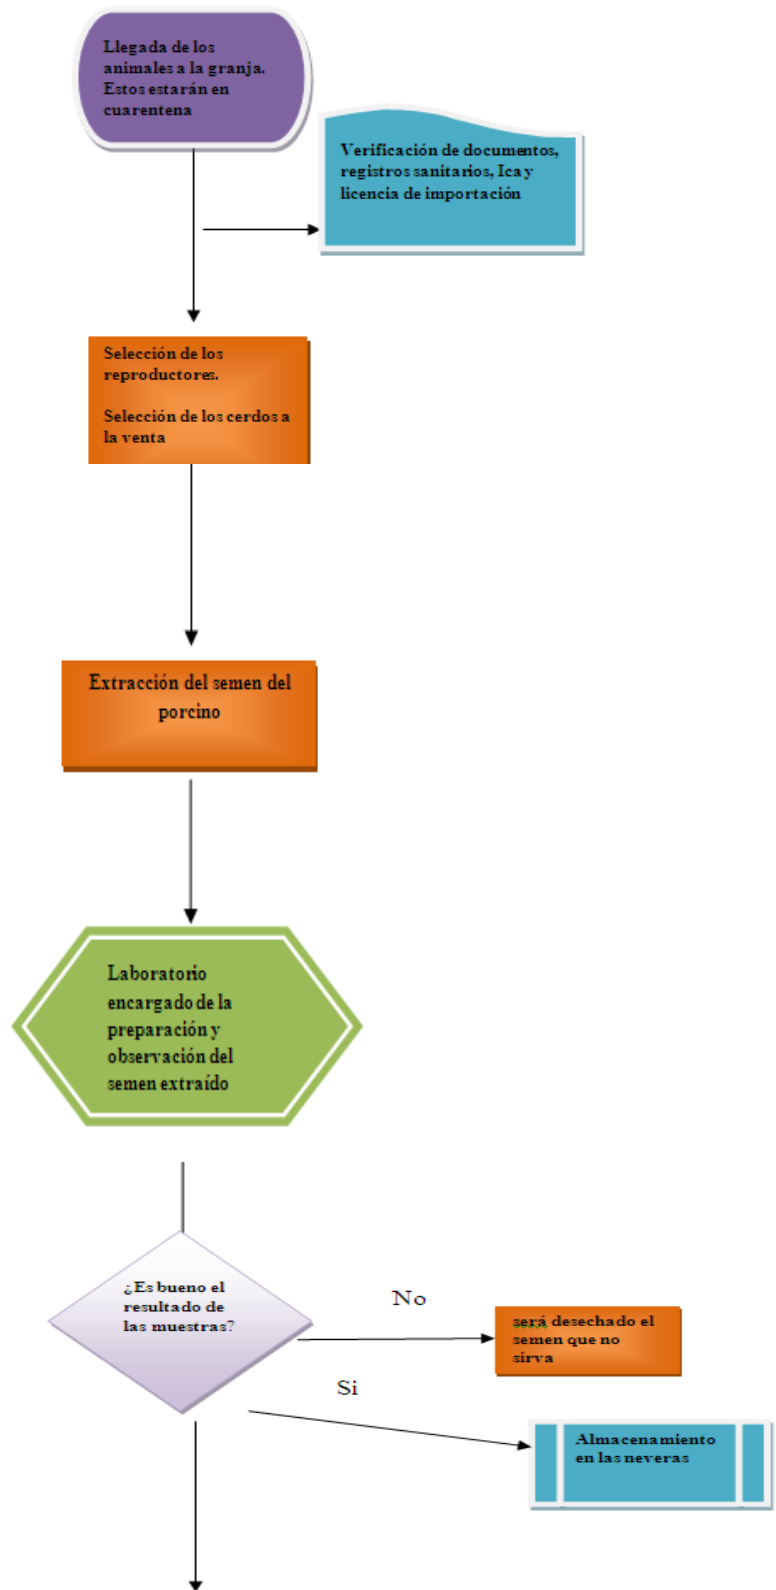 Llegada de los
animales a la granja.
Estos estarán en
cuarentena
Verificación de documentos,
registros sanitarios, Ica y
licencia de importación
Selección de los
reproductores.
Selección de los cerdos a
la venta
Extracción del semen del
porcino
Laboratorio
encargado de la
preparación y
observación del
semen extraído
¿Es bueno el
resultado de
las muestras?
No
será desechado el
semen que no
sirva
Si
Almacenamiento
en las neveras